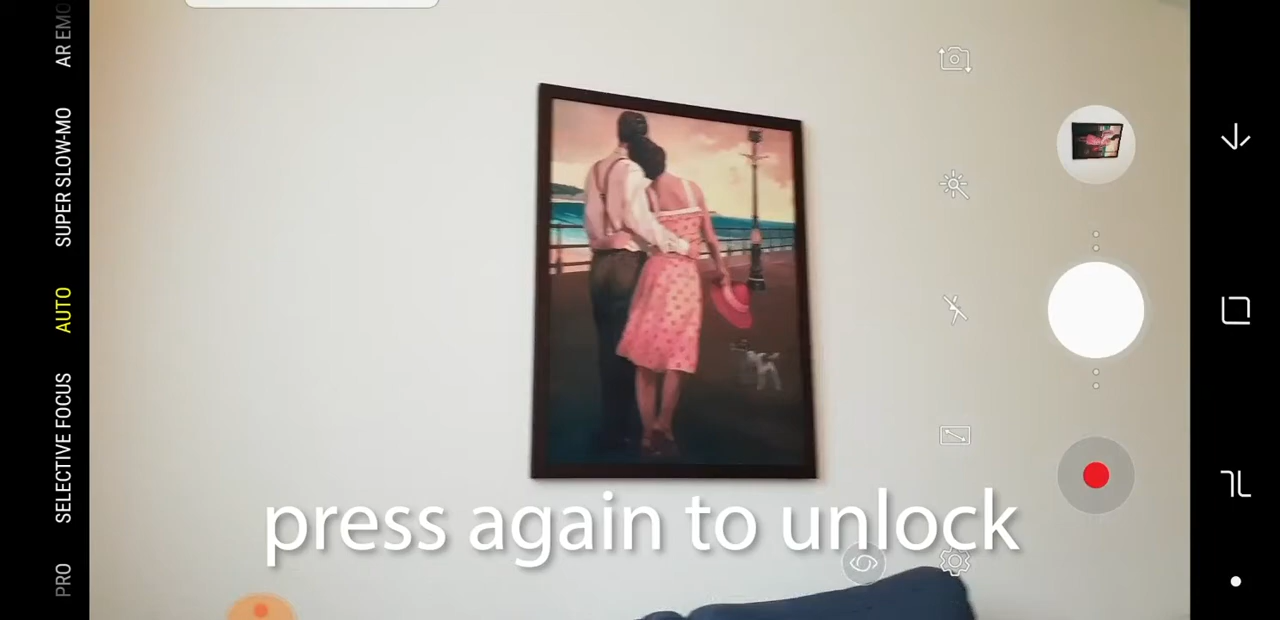 AR EMO
SUPER SLOW-MO
AUTO
SELECTIVE FOCUS
PRO
press again to unlock